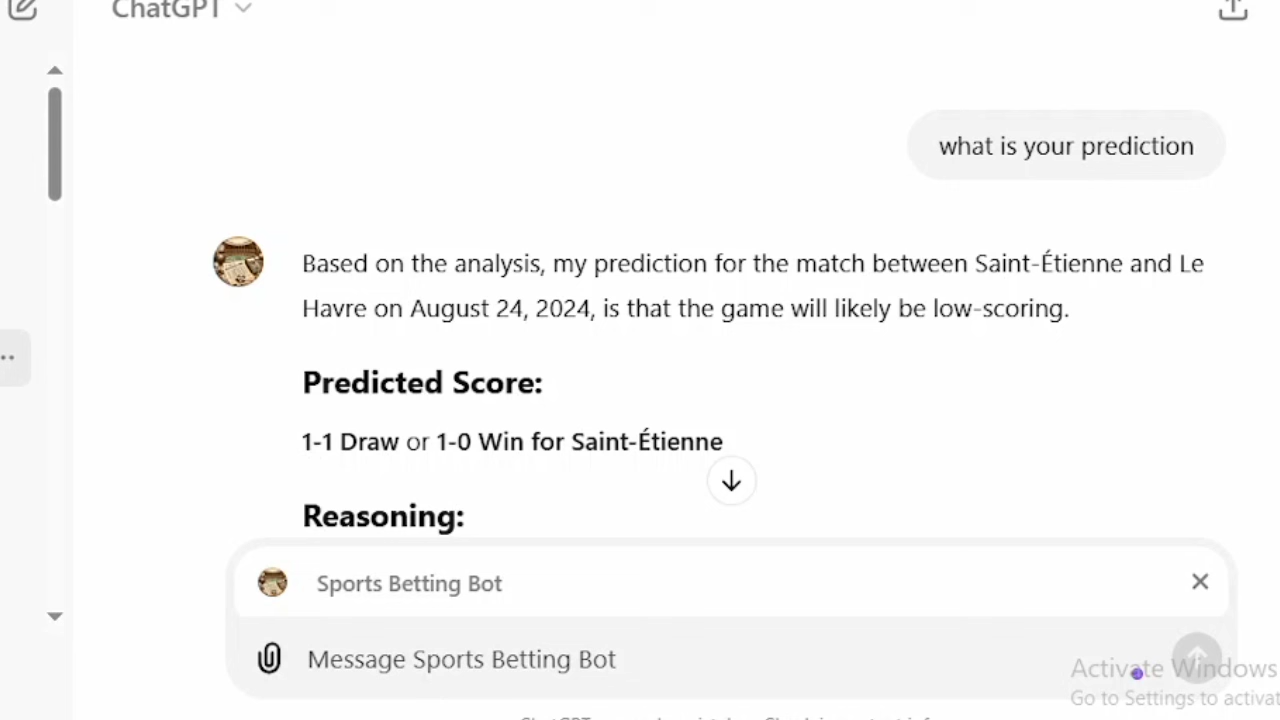 ChatGPT
what is your prediction
Based on the analysis, my prediction for the match between Saint-Étienne and Le
Havre on August 24, 2024, is that the game will likely be low-scoring.
Predicted Score:
1-1 Draw or 1-0 Win for Saint-Étienne
Reasoning:
Sports Betting Bot
Message Sports Betting Bot
Activate Windows
Go to Settings to activat